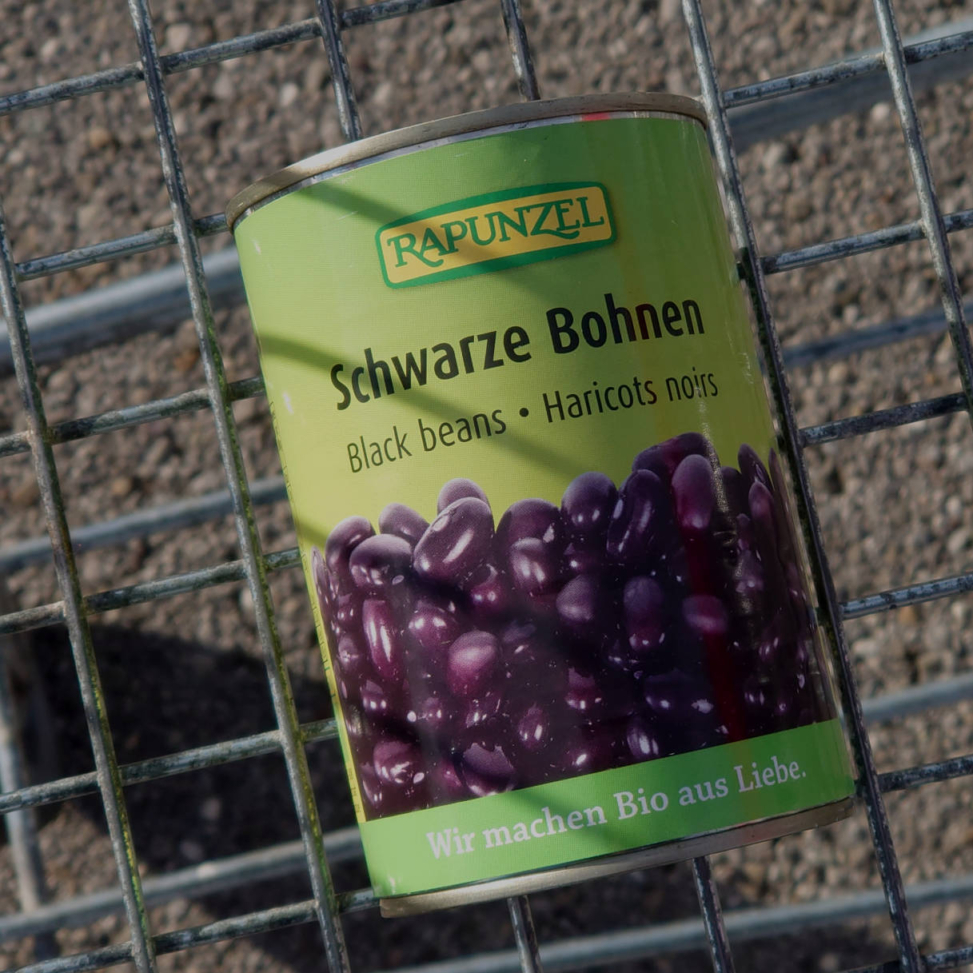 RAPUNZEL
Schwarze Bohnen
Black beans • Haricots noirs
Wir machen Bio aus Liebe.